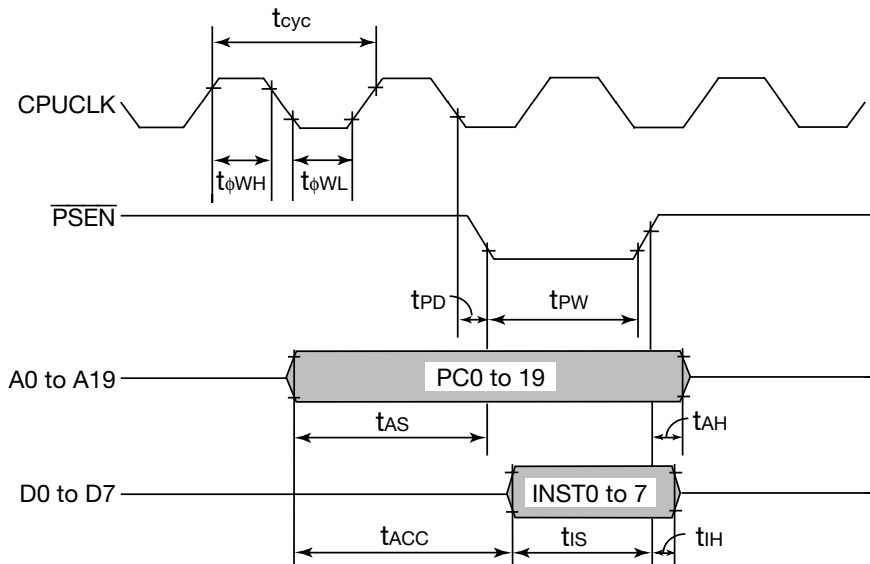 tcyc
CPUCLK
tϕWH tϕWL
PSEN
tPD tPW
A0 to A19 PC0 to 19
tAS tAH
D0 to D7 INST0 to 7
tACC tIS tIH